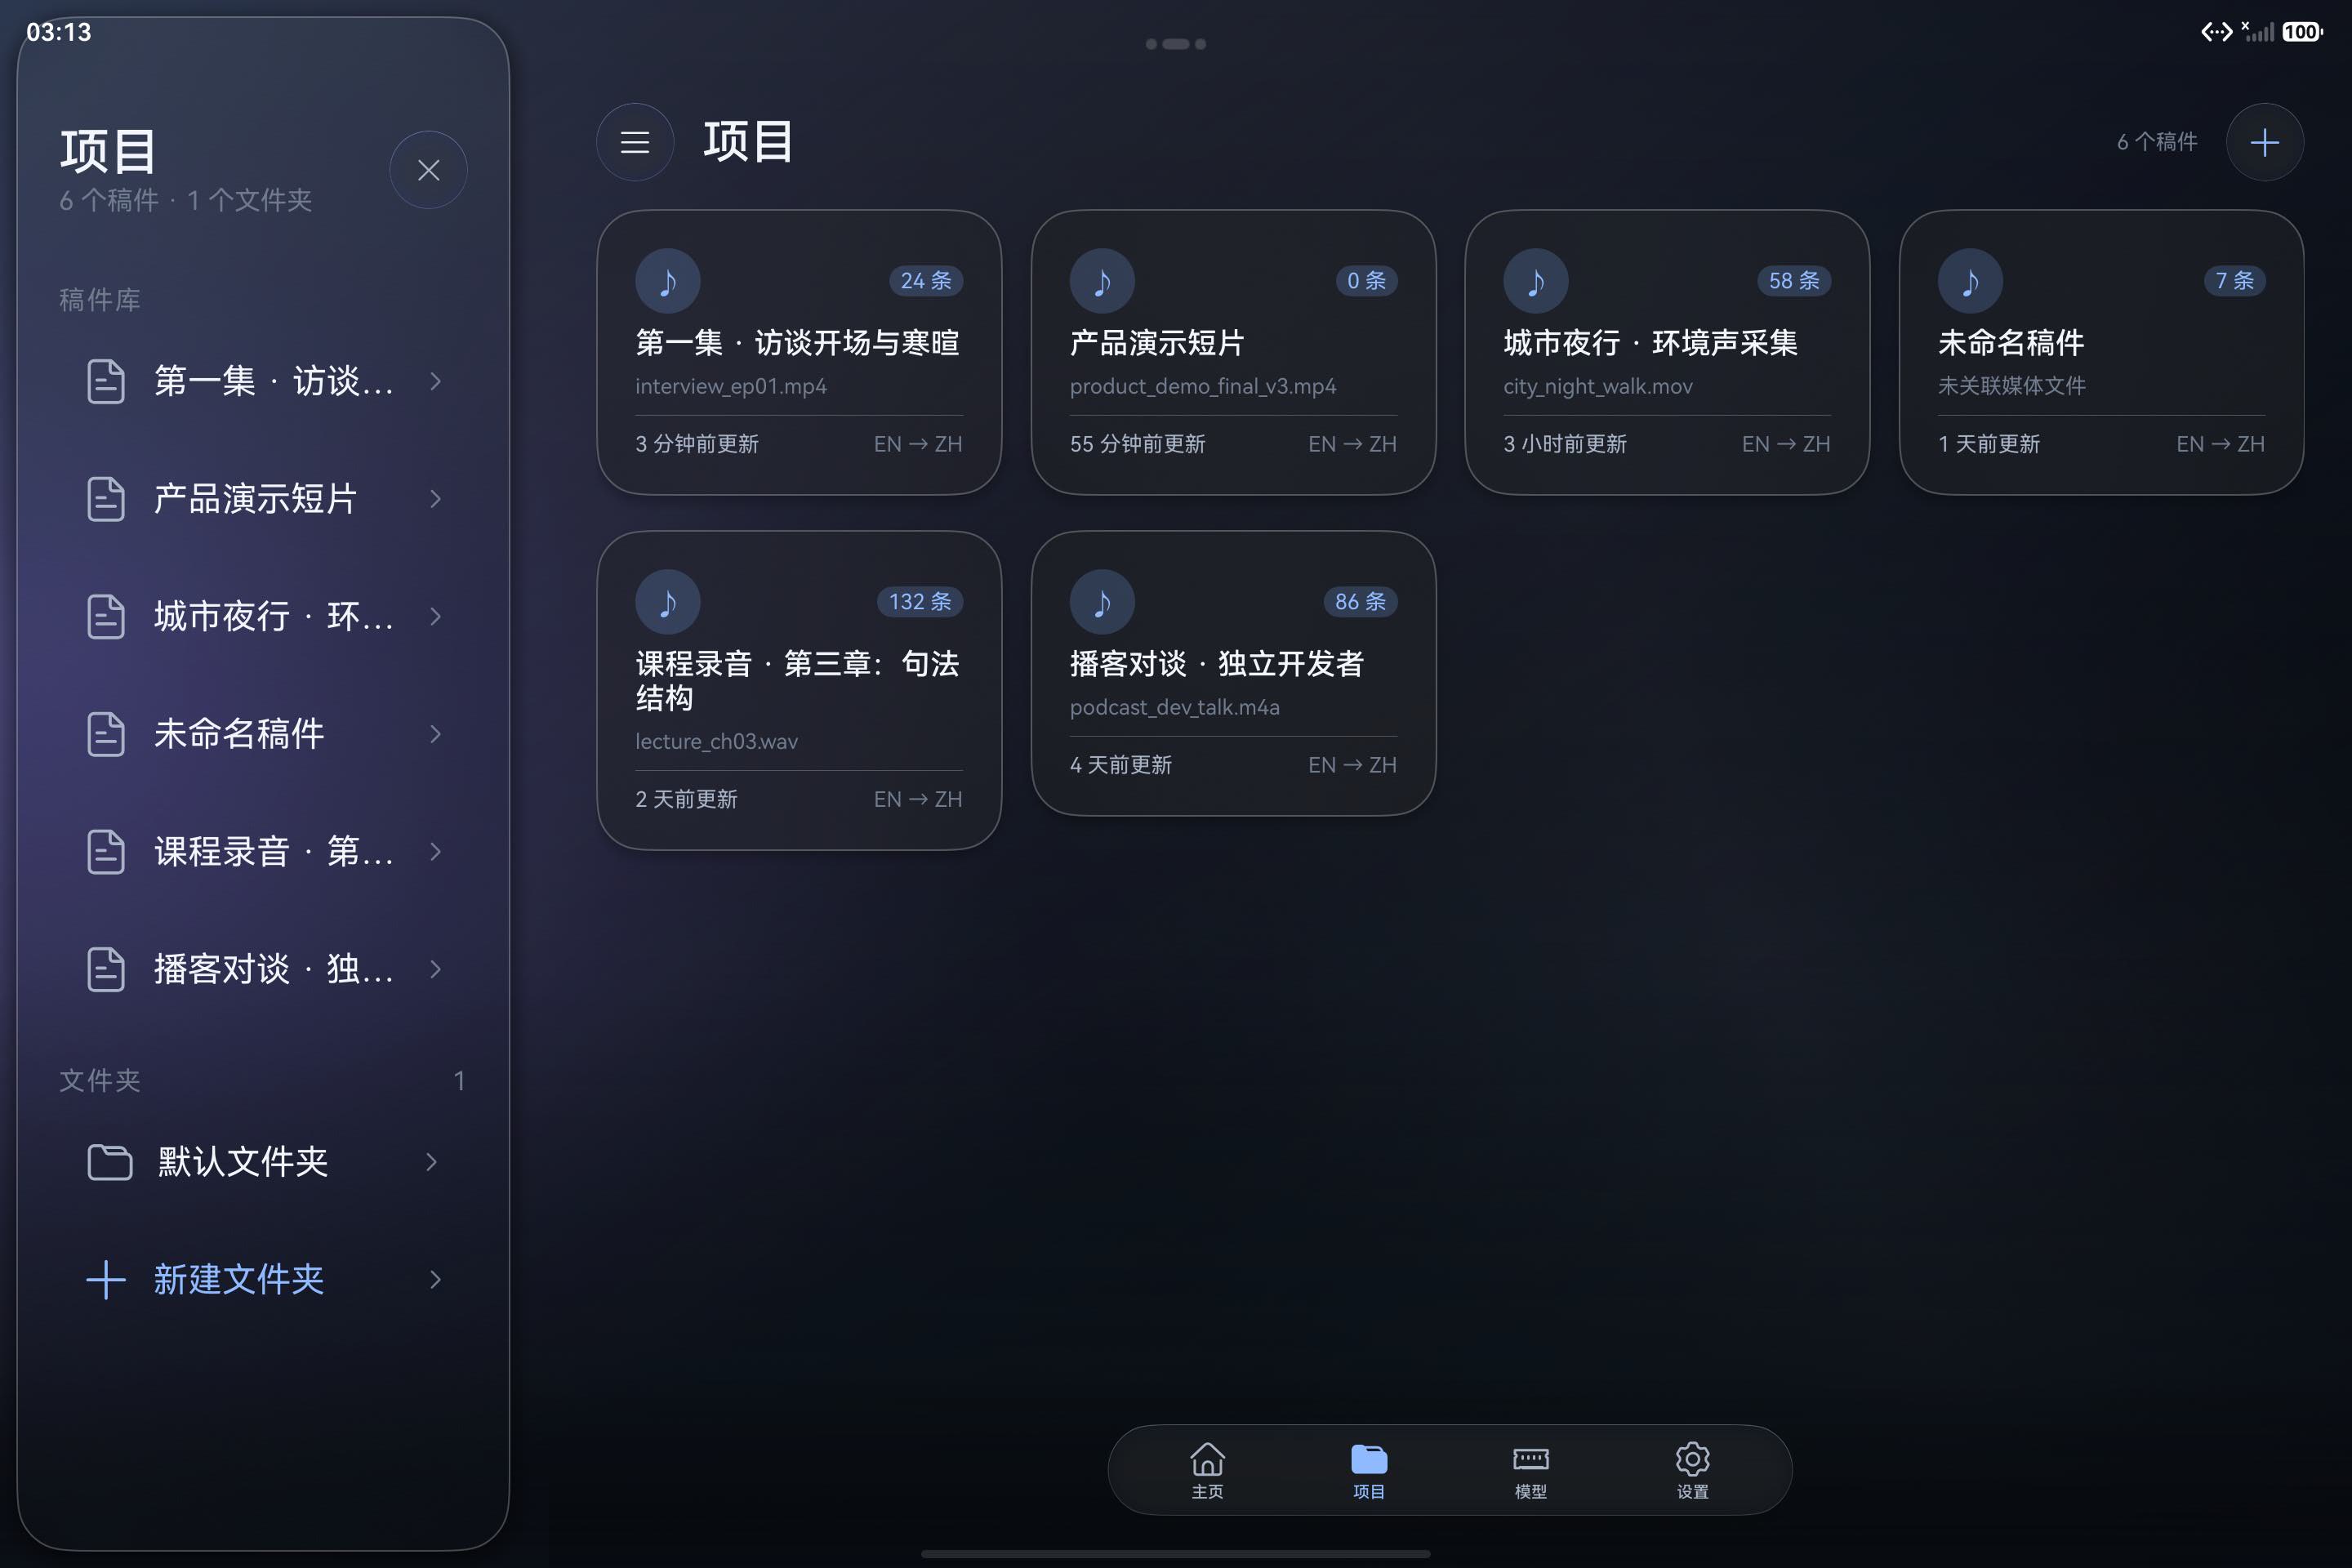 03:13
100
项目
6 个稿件 · 1 个文件夹
稿件库
第一集 · 访谈...
产品演示短片
城市夜行 · 环...
未命名稿件
课程录音 · 第...
播客对谈 · 独...
文件夹
1
默认文件夹
新建文件夹
项目
6 个稿件
24 条
第一集 · 访谈开场与寒暄
interview_ep01.mp4
3 分钟前更新
EN → ZH
0 条
产品演示短片
product_demo_final_v3.mp4
55 分钟前更新
EN → ZH
58 条
城市夜行 · 环境声采集
city_night_walk.mov
3 小时前更新
EN → ZH
7 条
未命名稿件
未关联媒体文件
1 天前更新
EN → ZH
132 条
课程录音 · 第三章：句法
结构
lecture_ch03.wav
2 天前更新
EN → ZH
86 条
播客对谈 · 独立开发者
podcast_dev_talk.m4a
4 天前更新
EN → ZH
主页
项目
模型
设置